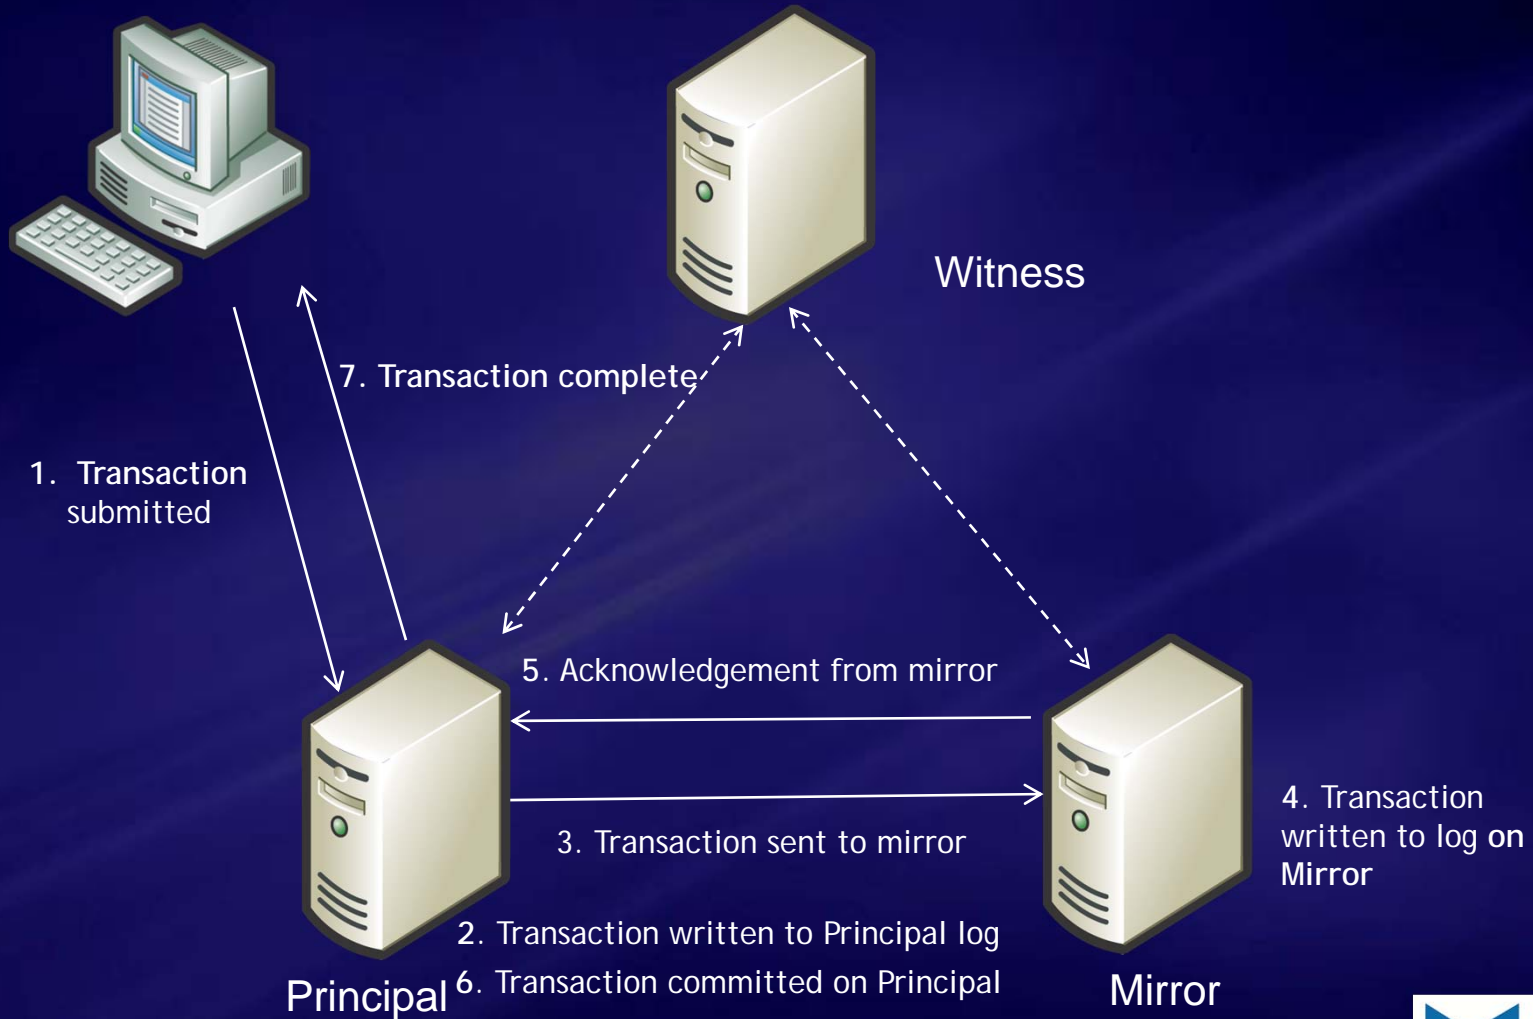 Witness
7. Transaction complete
1. Transaction
submitted
5. Acknowledgement from mirror
3. Transaction sent to mirror
4. Transaction
written to log on
Mirror
2. Transaction written to Principal log
6. Transaction committed on Principal
Principal
Mirror